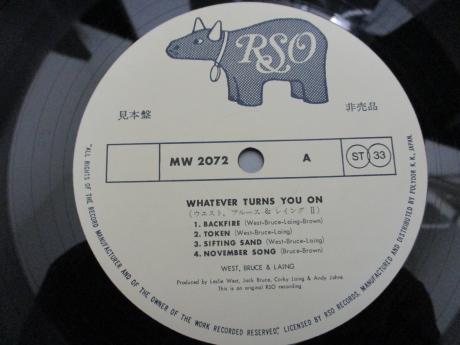 RSO
見本盤
非売品
MW 2072
A
ST 33
WHATEVER TURNS YOU ON
(ウエスト, ブルース & レイング II)
1. BACKFIRE (West-Bruce-Laing-Brown)
2. TOKEN (West-Bruce-Laing)
3. SIFTING SAND (West-Bruce-Laing)
4. NOVEMBER SONG (Bruce-Brown)
WEST, BRUCE & LAING
Produced by Leslie West, Jack Bruce, Corky Laing & Andy Johns
This is an original RSO recording
"ALL RIGHTS OF THE RECORD MANUFACTURER AND OF THE OWNER OF THE WORK RECORDED RESERVED". LICENSED BY RSO RECORDS. MANUFACTURED AND DISTRIBUTED BY POLYDOR K. K., JAPAN.